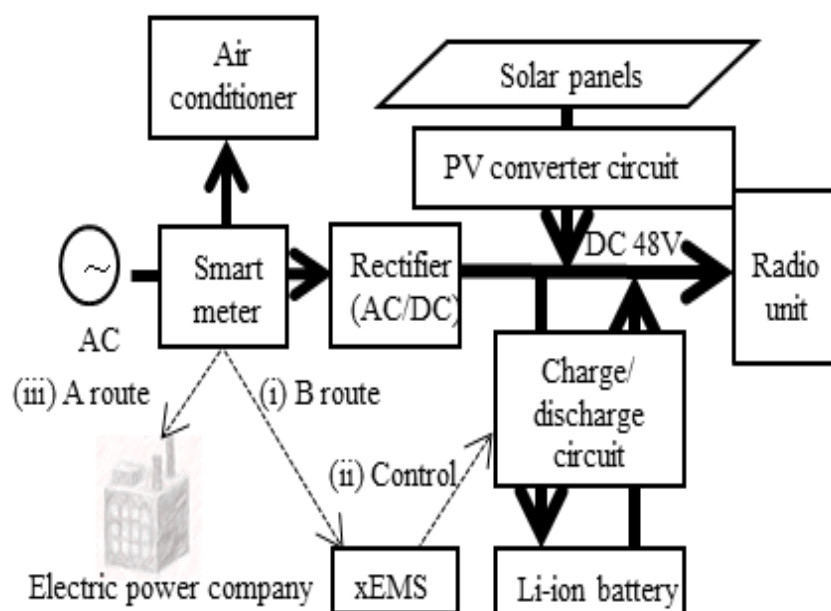 Air
conditioner
Solar panels
PV converter circuit
DC 48V
Radio
unit
~
AC
Smart
meter
Rectifier
(AC/DC)
Charge/
discharge
circuit
(iii) A route
(i) B route
(ii) Control
Electric power company
xEMS
Li-ion battery